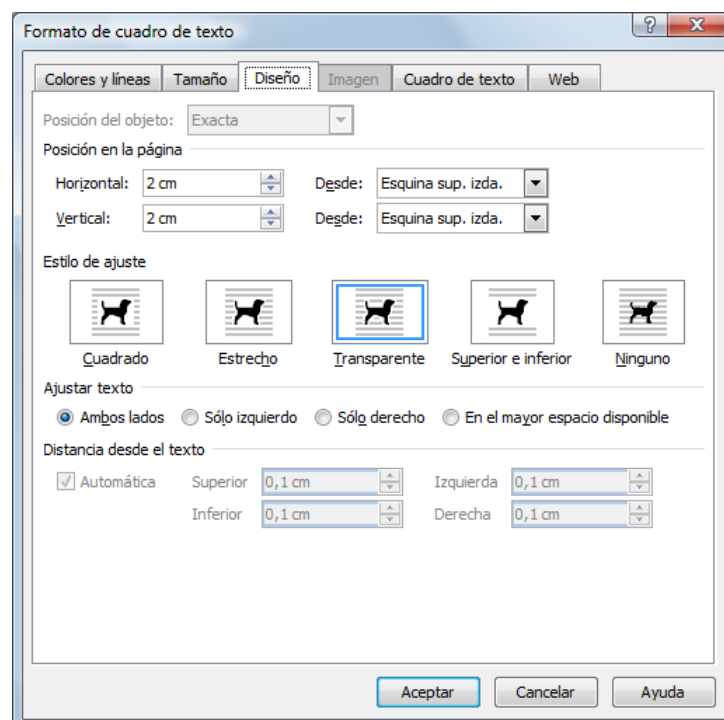 Formato de cuadro de texto
?
Colores y líneas Tamaño Diseño Imagen Cuadro de texto Web
Posición del objeto: Exacta
Posición en la página
Horizontal: 2 cm Desde: Esquina sup. izda.
Vertical: 2 cm Desde: Esquina sup. izda.
Estilo de ajuste
Cuadrado Estrecho Transparente Superior e inferior Ninguno
Ajustar texto
Ambos lados Sólo izquierdo Sólo derecho En el mayor espacio disponible
Distancia desde el texto
Automática Superior 0,1 cm Izquierda 0,1 cm
Inferior 0,1 cm Derecha 0,1 cm
Aceptar Cancelar Ayuda